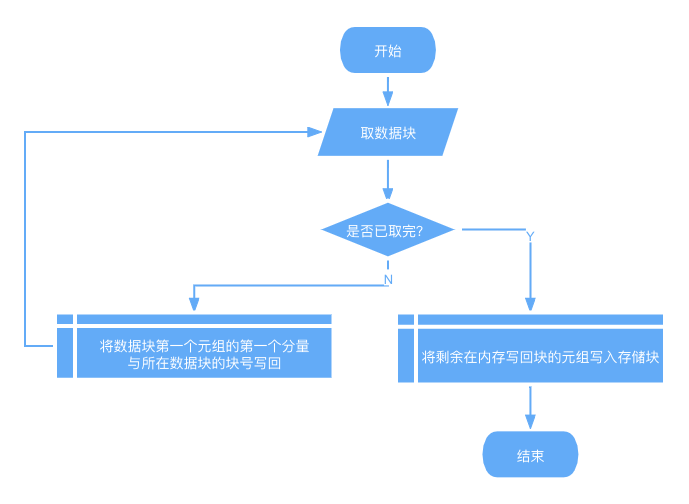 开始
取数据块
是否已取完?
Y
N
将数据块第一个元组的第一个分量
与所在数据块的块号写回
将剩余在内存写回块的元组写入存储块
结束